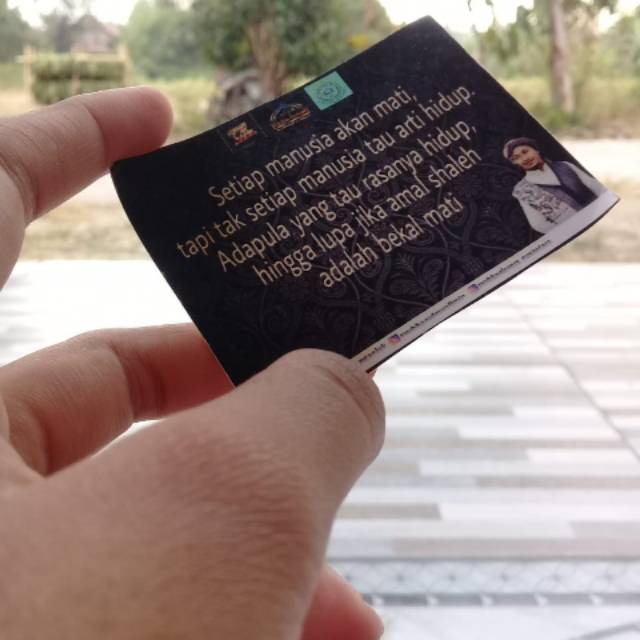 Setiap manusia akan mati,
tapi tak setiap manusia tau arti hidup.
Adapula yang tau rasanya hidup,
hingga lupa jika amal shaleh
adalah bekal mati